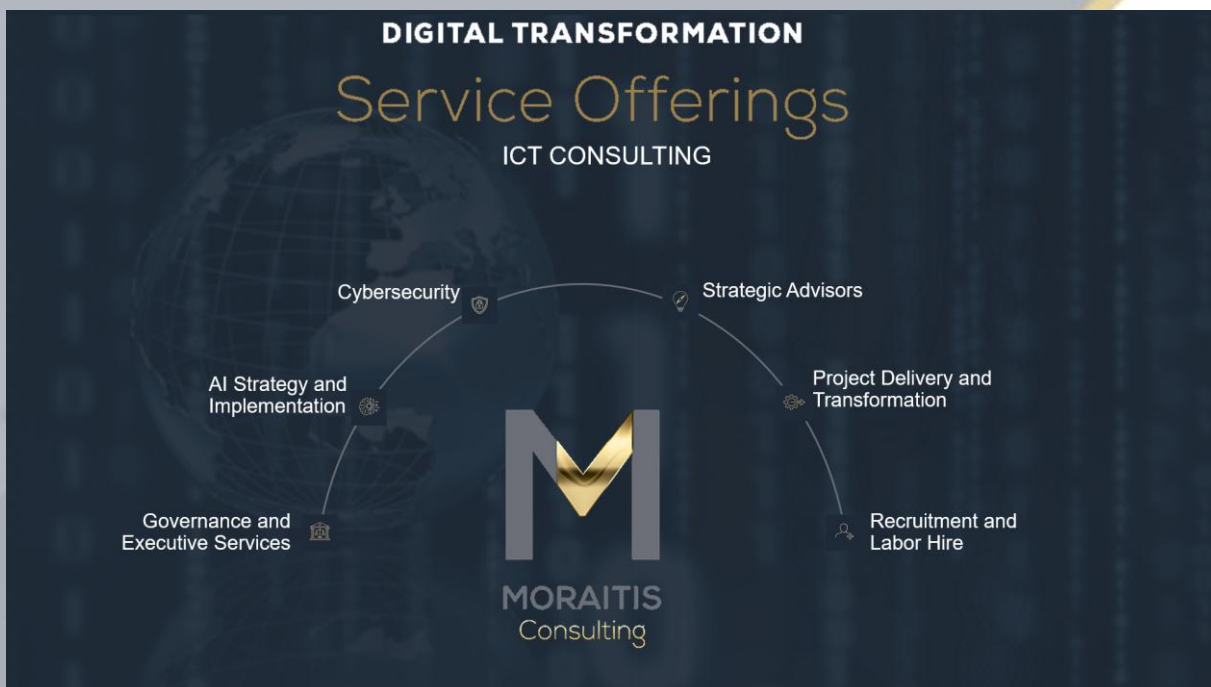 DIGITAL TRANSFORMATION
Service Offerings
ICT CONSULTING
Cybersecurity
Strategic Advisors
AI Strategy and
Implementation
Project Delivery and
Transformation
Governance and
Executive Services
Recruitment and
Labor Hire
M
MORAITIS
Consulting